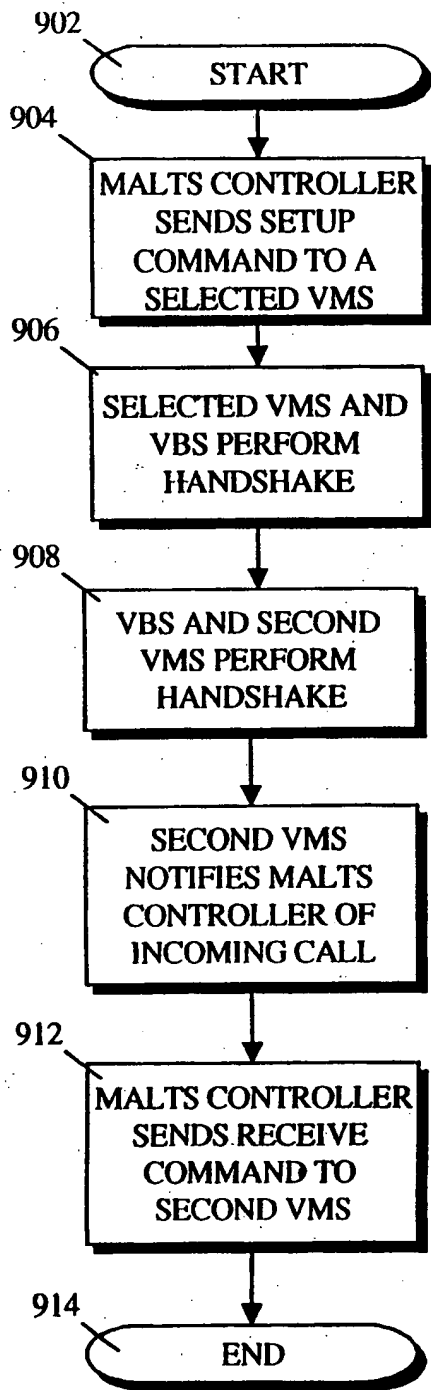 902
START
904
MALTS CONTROLLER
SENDS SETUP
COMMAND TO A
SELECTED VMS
906
SELECTED VMS AND
VBS PERFORM
HANDSHAKE
908
VBS AND SECOND
VMS PERFORM
HANDSHAKE
910
SECOND VMS
NOTIFIES MALTS
CONTROLLER OF
INCOMING CALL
912
MALTS CONTROLLER
SENDS RECEIVE
COMMAND TO
SECOND VMS
914
END